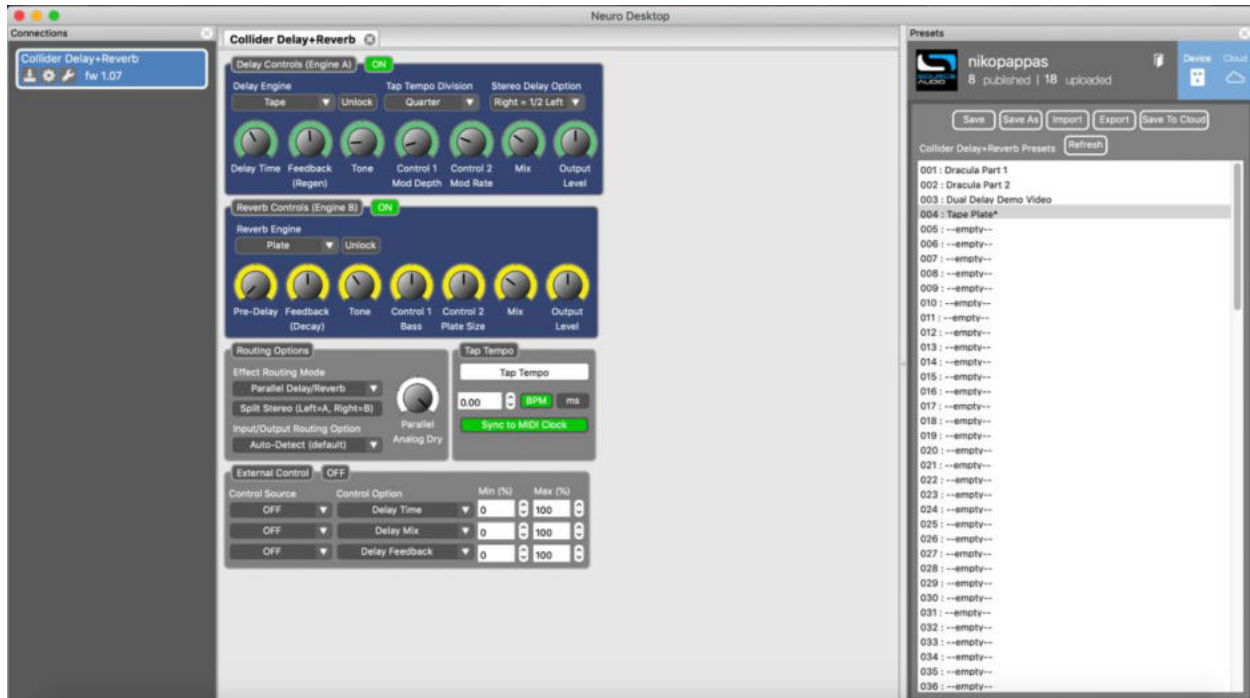 Neuro Desktop
Connections
Collider Delay+Reverb
fw 1.07
Collider Delay+Reverb
Delay Controls (Engine A) ON
Delay Engine Tap Tempo Division Stereo Delay Option
Tape Unlock Quarter Right = 1/2 Left
Delay Time Feedback Tone Control 1 Control 2 Mix Output
(Regen) Mod Depth Mod Rate Level
Reverb Controls (Engine B) ON
Reverb Engine
Plate Unlock
Pre-Delay Feedback Tone Control 1 Control 2 Mix Output
(Decay) Bass Plate Size Level
Routing Options
Effect Routing Mode
Parallel Delay/Reverb
Split Stereo (Left=A, Right=B)
Input/Output Routing Option
Auto-Detect (default)
Parallel
Analog Dry
Tap Tempo
Tap Tempo
0.00 BPM ms
Sync to MIDI Clock
External Control OFF
Control Source Control Option Min (%) Max (%)
OFF Delay Time 0 100
OFF Delay Mix 0 100
OFF Delay Feedback 0 100
Presets
SOURCE
AUDIO
nikopappas
8 published | 18 uploaded
Device Cloud
Save Save As Import Export Save To Cloud
Collider Delay+Reverb Presets Refresh
001 : Dracula Part 1
002 : Dracula Part 2
003 : Dual Delay Demo Video
004 : Tape Plate*
005 : --empty--
006 : --empty--
007 : --empty--
008 : --empty--
009 : --empty--
010 : --empty--
011 : --empty--
012 : --empty--
013 : --empty--
014 : --empty--
015 : --empty--
016 : --empty--
017 : --empty--
018 : --empty--
019 : --empty--
020 : --empty--
021 : --empty--
022 : --empty--
023 : --empty--
024 : --empty--
025 : --empty--
026 : --empty--
027 : --empty--
028 : --empty--
029 : --empty--
030 : --empty--
031 : --empty--
032 : --empty--
033 : --empty--
034 : --empty--
035 : --empty--
036 : --empty--